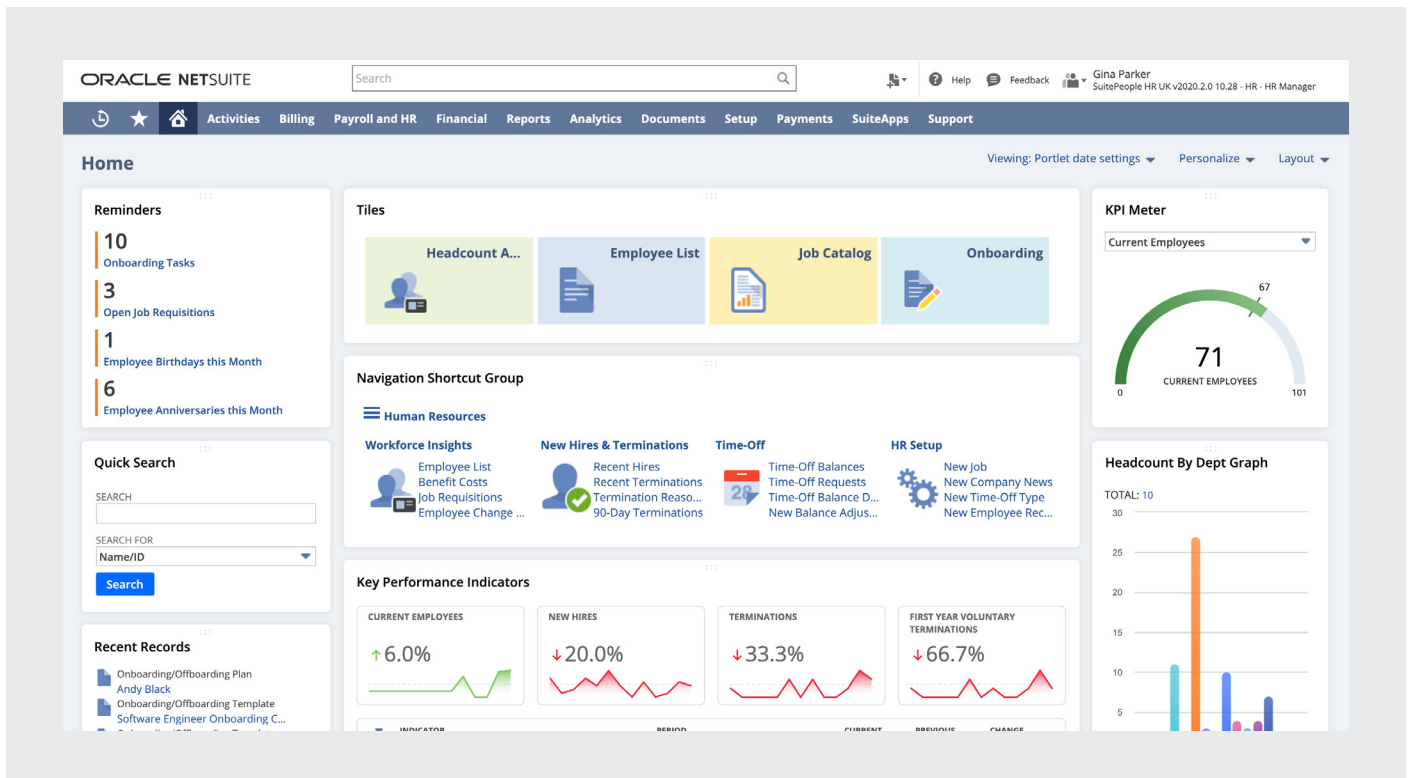 ORACLE NETSUITE
Search
Help
Feedback
Gina Parker
SuitePeople HR UK v2020.2.0 10.28 - HR - HR Manager
Activities
Billing
Payroll and HR
Financial
Reports
Analytics
Documents
Setup
Payments
SuiteApps
Support
Home
Viewing: Portlet date settings
Personalize
Layout
Reminders
10
Onboarding Tasks
3
Open Job Requisitions
1
Employee Birthdays this Month
6
Employee Anniversaries this Month
Quick Search
SEARCH
SEARCH FOR
Name/ID
Search
Recent Records
Onboarding/Offboarding Plan
Andy Black
Onboarding/Offboarding Template
Software Engineer Onboarding C...
Tiles
Headcount A...
Employee List
Job Catalog
Onboarding
Navigation Shortcut Group
Human Resources
Workforce Insights
Employee List
Benefit Costs
Job Requisitions
Employee Change ...
New Hires & Terminations
Recent Hires
Recent Terminations
Termination Reaso...
90-Day Terminations
Time-Off
28
Time-Off Balances
Time-Off Requests
Time-Off Balance D...
New Balance Adjus...
HR Setup
New Job
New Company News
New Time-Off Type
New Employee Rec...
Key Performance Indicators
CURRENT EMPLOYEES
6.0%
NEW HIRES
20.0%
TERMINATIONS
33.3%
FIRST YEAR VOLUNTARY
TERMINATIONS
66.7%
INDICATOR
PERIOD
CURRENT
PREVIOUS
CHANGE
KPI Meter
Current Employees
67
71
CURRENT EMPLOYEES
0
101
Headcount By Dept Graph
TOTAL: 10
30
25
20
15
10
5